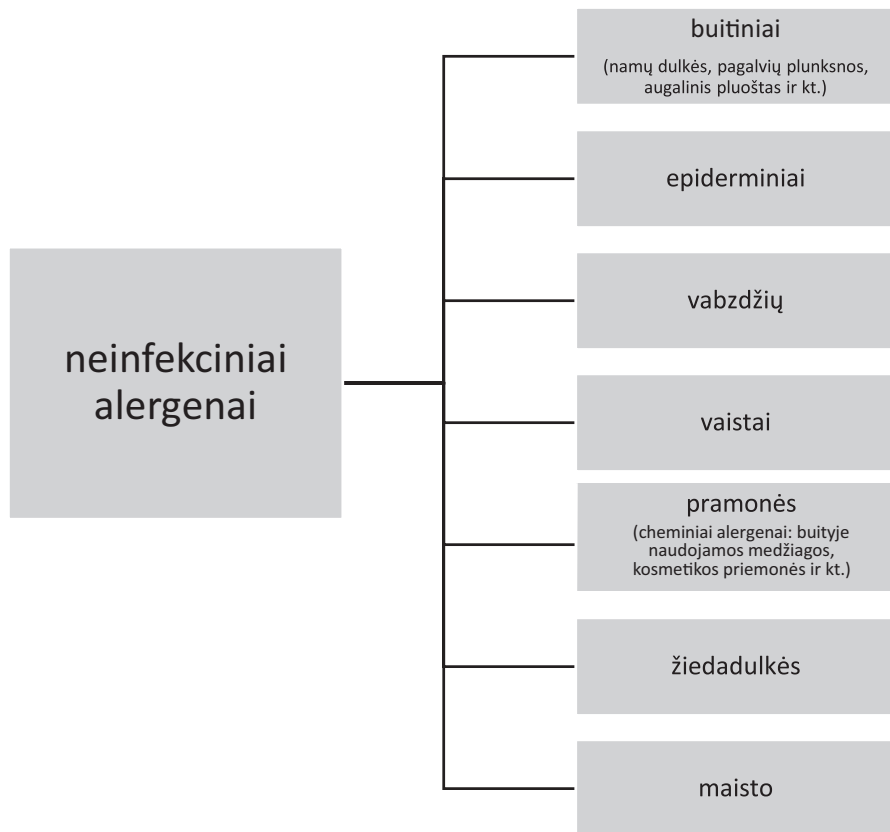 buitiniai
(namų dulkės, pagalvių plunksnos,
augalinis pluoštas ir kt.)
epiderminiai
vabzdžių
neinfekciniai
alergenai
vaistai
pramonės
(cheminiai alergenai: buityje
naudojamos medžiagos,
kosmetikos priemonės ir kt.)
žiedadulkės
maisto